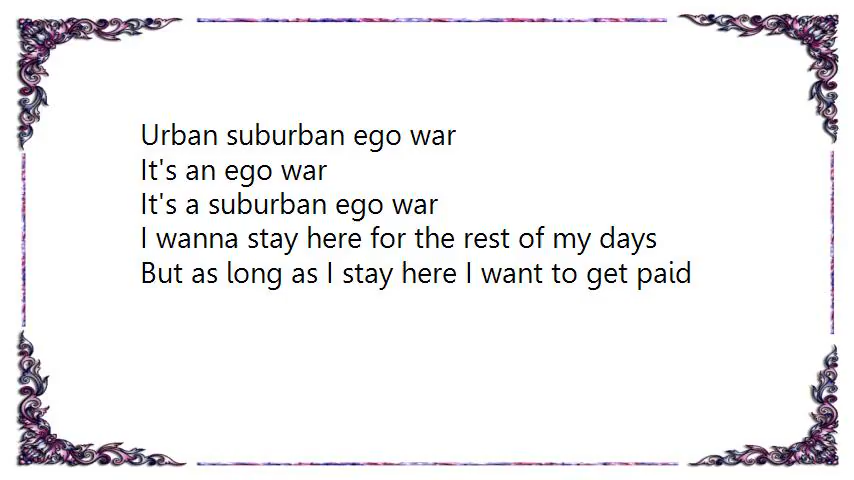 Urban suburban ego war
It's an ego war
It's a suburban ego war
I wanna stay here for the rest of my days
But as long as I stay here I want to get paid